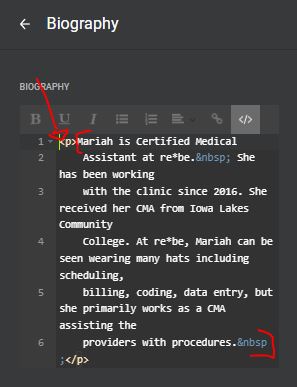 ← Biography
BIOGRAPHY
B U I </>
1 <p>Mariah is Certified Medical
2 Assistant at re*be.&nbsp; She
has been working
3 with the clinic since 2016. She
received her CMA from Iowa Lakes
Community
4 College. At re*be, Mariah can be
seen wearing many hats including
scheduling,
5 billing, coding, data entry, but
she primarily works as a CMA
assisting the
6 providers with procedures.&nbsp
;</p>